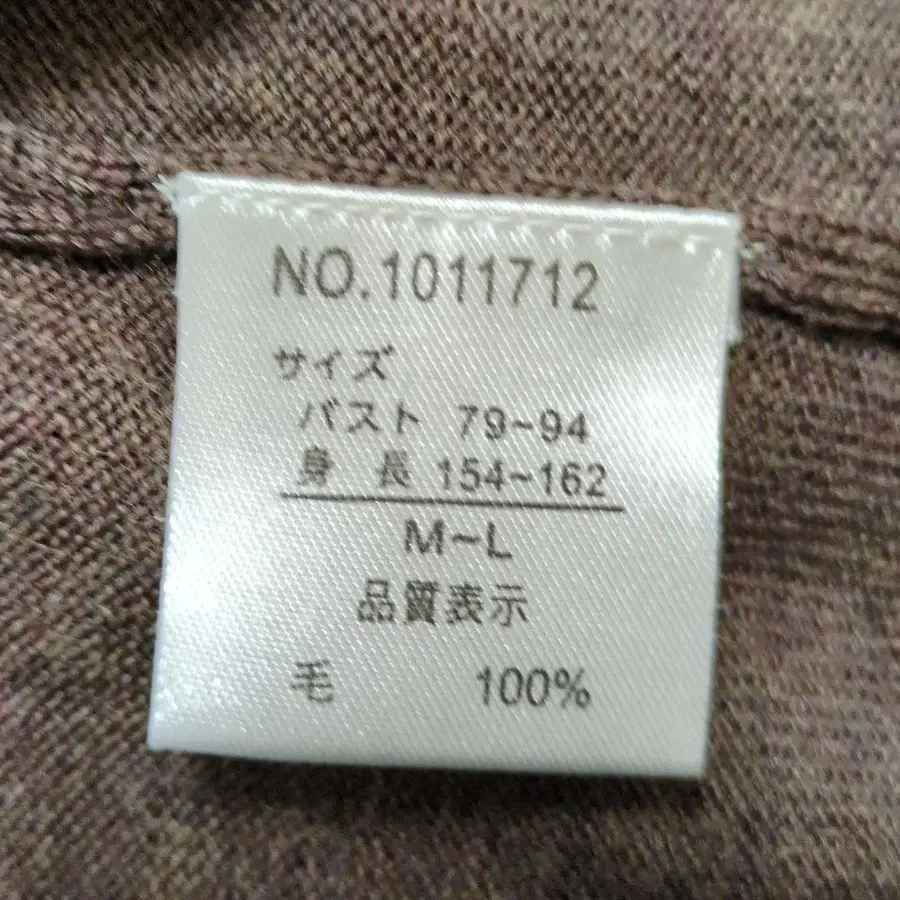 NO.1011712
サイズ
バスト 79~94
身 長 154~162
M~L
品質表示
毛 100%